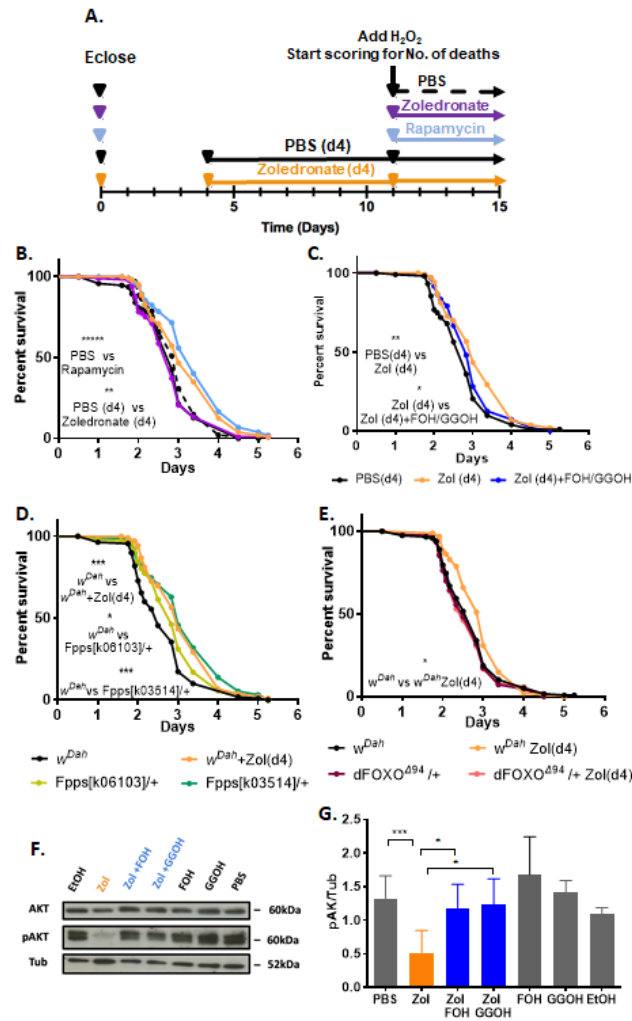 A.
Add H₂O₂
Start scoring for No. of deaths
Eclose
PBS
Zoledronate
Rapamycin
PBS (d4)
Zoledronate (d4)
0 5 10 15
Time (Days)
B.
Percent survival
100
50
0
*****
PBS vs
Rapamycin
**
PBS (d4) vs
Zoledronate (d4)
0 1 2 3 4 5 6
Days
C.
Percent survival
100
50
0
**
PBS(d4) vs
Zol (d4)
*
Zol (d4) vs
Zol (d4)+FOH/GGOH
0 1 2 3 4 5 6
Days
PBS(d4) Zol (d4) Zol (d4)+FOH/GGOH
D.
Percent survival
100
50
0
***
w^Dah vs
w^Dah+Zol(d4)
*
w^Dah vs
Fpps[k06103]/+
***
w^Dah vs Fpps[k03514]/+
0 1 2 3 4 5 6
Days
w^Dah w^Dah+Zol(d4)
Fpps[k06103]/+ Fpps[k03514]/+
E.
Percent survival
100
50
0
*
w^Dah vs w^Dah Zol(d4)
0 1 2 3 4 5 6
Days
w^Dah w^Dah Zol(d4)
dFOXO^Δ94 /+ dFOXO^Δ94 /+ Zol(d4)
F.
EtOH Zol Zol +FOH Zol +GGOH FOH GGOH PBS
AKT – 60kDa
pAKT – 60kDa
Tub – 52kDa
G.
pAK/Tub
2.5
2.0
1.5
1.0
0.5
0.0
***
*
*
PBS Zol Zol FOH Zol GGOH FOH GGOH EtOH